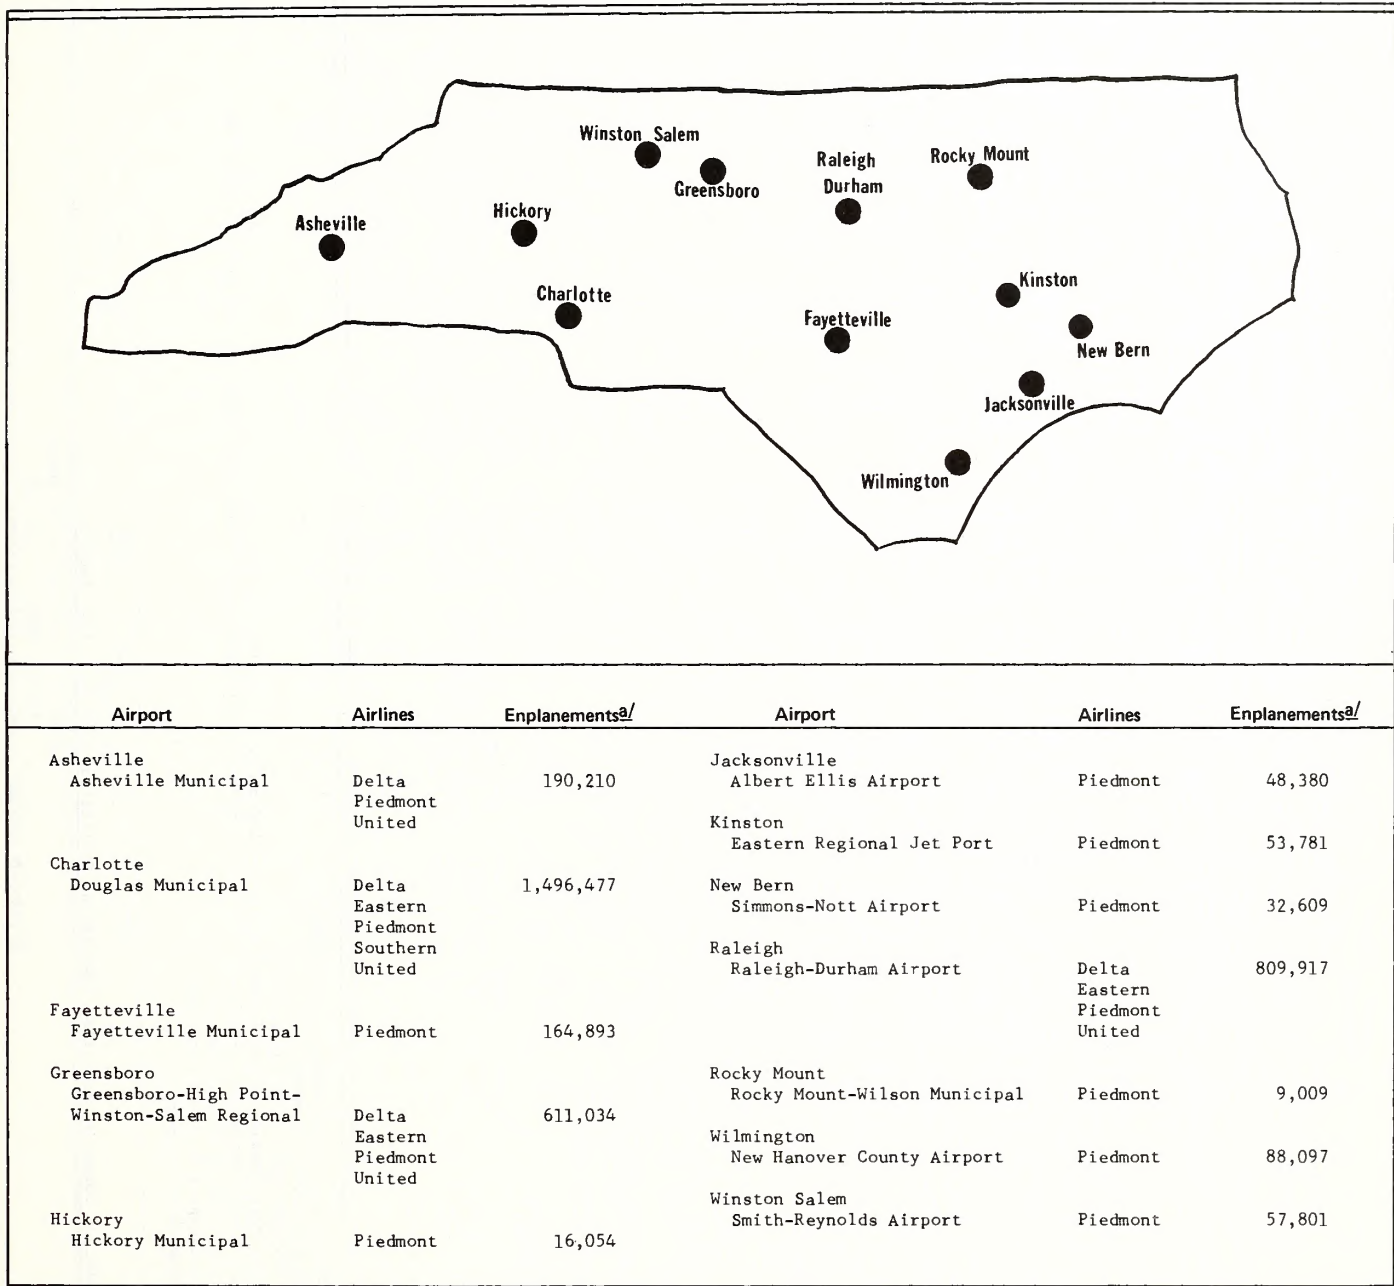 Winston Salem
Greensboro
Raligh
Durham
Rocky Mount
Asheville
Hickory
Charlotte
Fayetteville
Kinston
New Bern
Jacksonville
Wilmington
Airport Airlines Enplanementsa/ Airport Airlines Enplanementsa/
Asheville
Asheville Municipal Delta 190,210
Piedmont
United
Charlotte
Douglas Municipal Delta 1,496,477
Eastern
Piedmont
Southern
United
Fayetteville
Fayetteville Municipal Piedmont 164,893
Greensboro
Greensboro-High Point-
Winston-Salem Regional Delta 611,034
Eastern
Piedmont
United
Hickory
Hickory Municipal Piedmont 16,054
Jacksonville
Albert Ellis Airport Piedmont 48,380
Kinston
Eastern Regional Jet Port Piedmont 53,781
New Bern
Simmons-Nott Airport Piedmont 32,609
Raleigh
Raleigh-Durham Airport Delta 809,917
Eastern
Piedmont
United
Rocky Mount
Rocky Mount-Wilson Municipal Piedmont 9,009
Wilmington
New Hanover County Airport Piedmont 88,097
Winston Salem
Smith-Reynolds Airport Piedmont 57,801